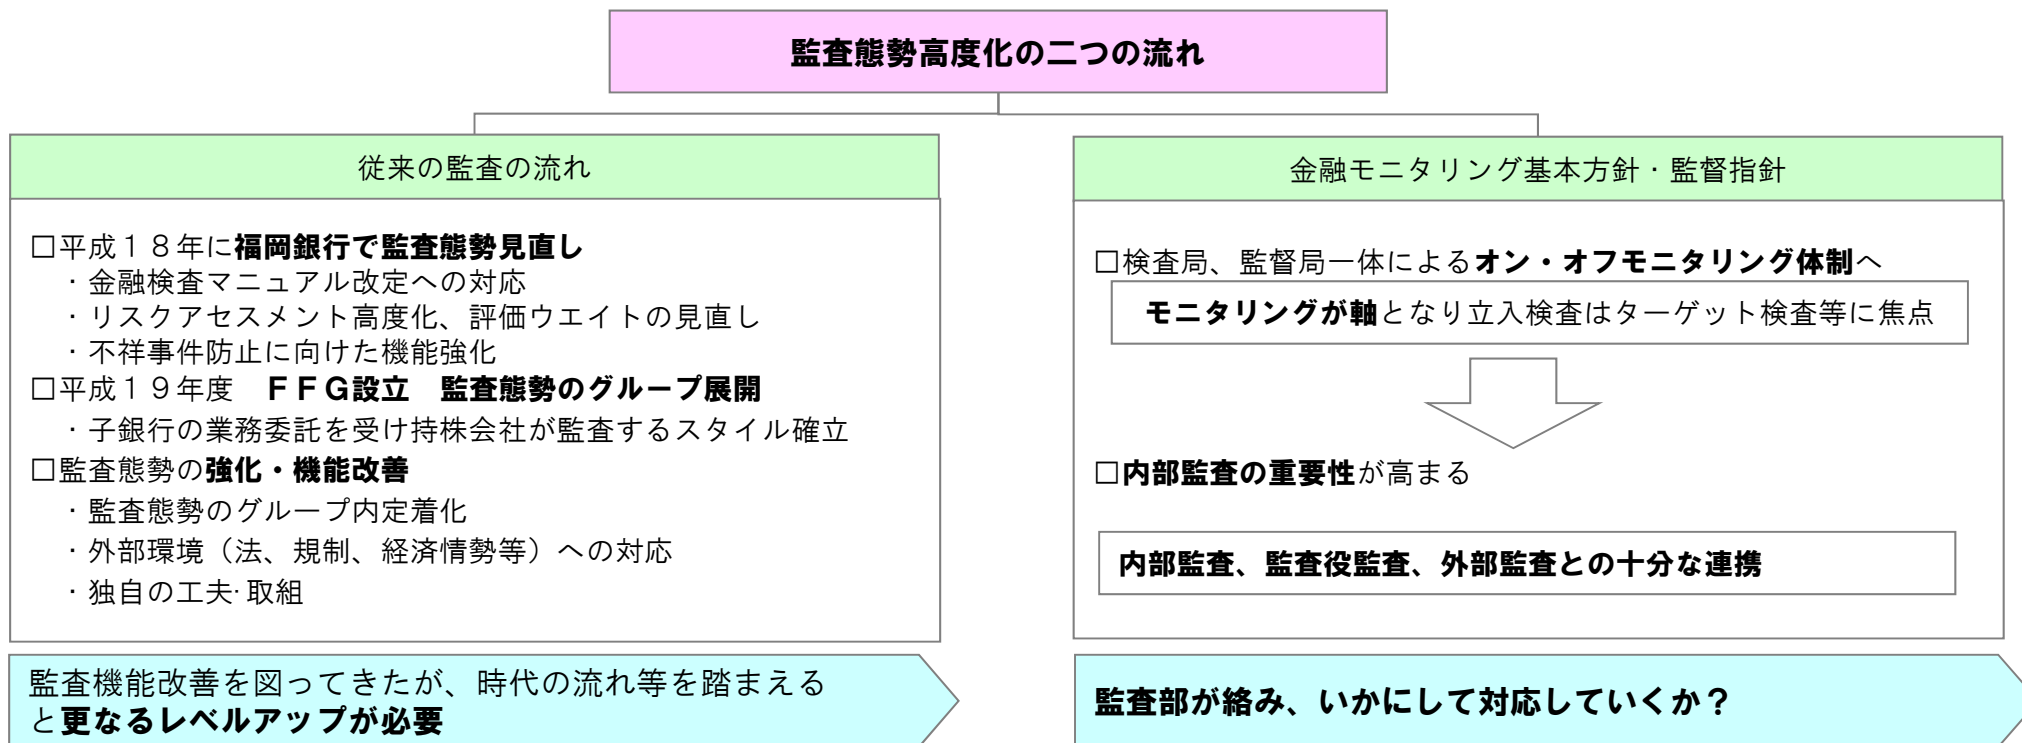 監査態勢高度化の二つの流れ
従来の監査の流れ
□平成１８年に福岡銀行で監査態勢見直し
・金融検査マニュアル改定への対応
・リスクアセスメント高度化、評価ウエイトの見直し
・不祥事件防止に向けた機能強化
□平成１９年度　ＦＦＧ設立　監査態勢のグループ展開
・子銀行の業務委託を受け持株会社が監査するスタイル確立
□監査態勢の強化・機能改善
・監査態勢のグループ内定着化
・外部環境（法、規制、経済情勢等）への対応
・独自の工夫･取組
監査機能改善を図ってきたが、時代の流れ等を踏まえる
と更なるレベルアップが必要
金融モニタリング基本方針・監督指針
□検査局、監督局一体によるオン・オフモニタリング体制へ
モニタリングが軸となり立入検査はターゲット検査等に焦点
□内部監査の重要性が高まる
内部監査、監査役監査、外部監査との十分な連携
監査部が絡み、いかにして対応していくか？